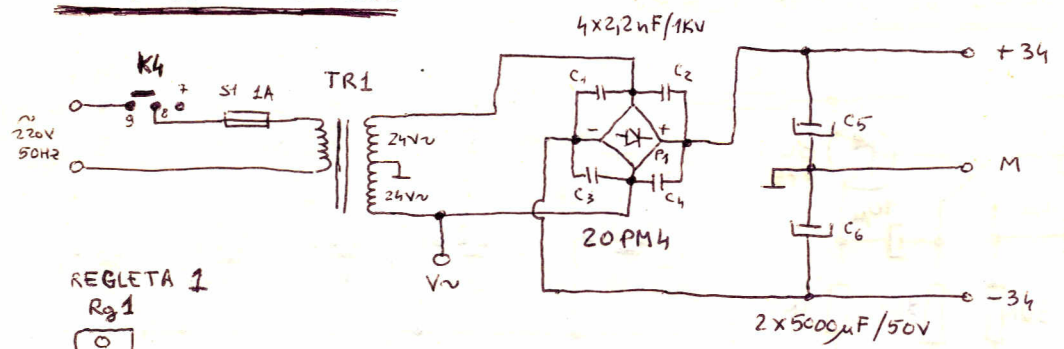 4x2,2nF/1KV
K4
TR1
C1
C2
+34
7
S1 1A
9
8
~
220V
50Hz
24V~
-
+
P1
C5
M
24V~
C3
C4
C6
20PM4
V~
REGLETA 1
Rg1
-34
2x5000µF/50V